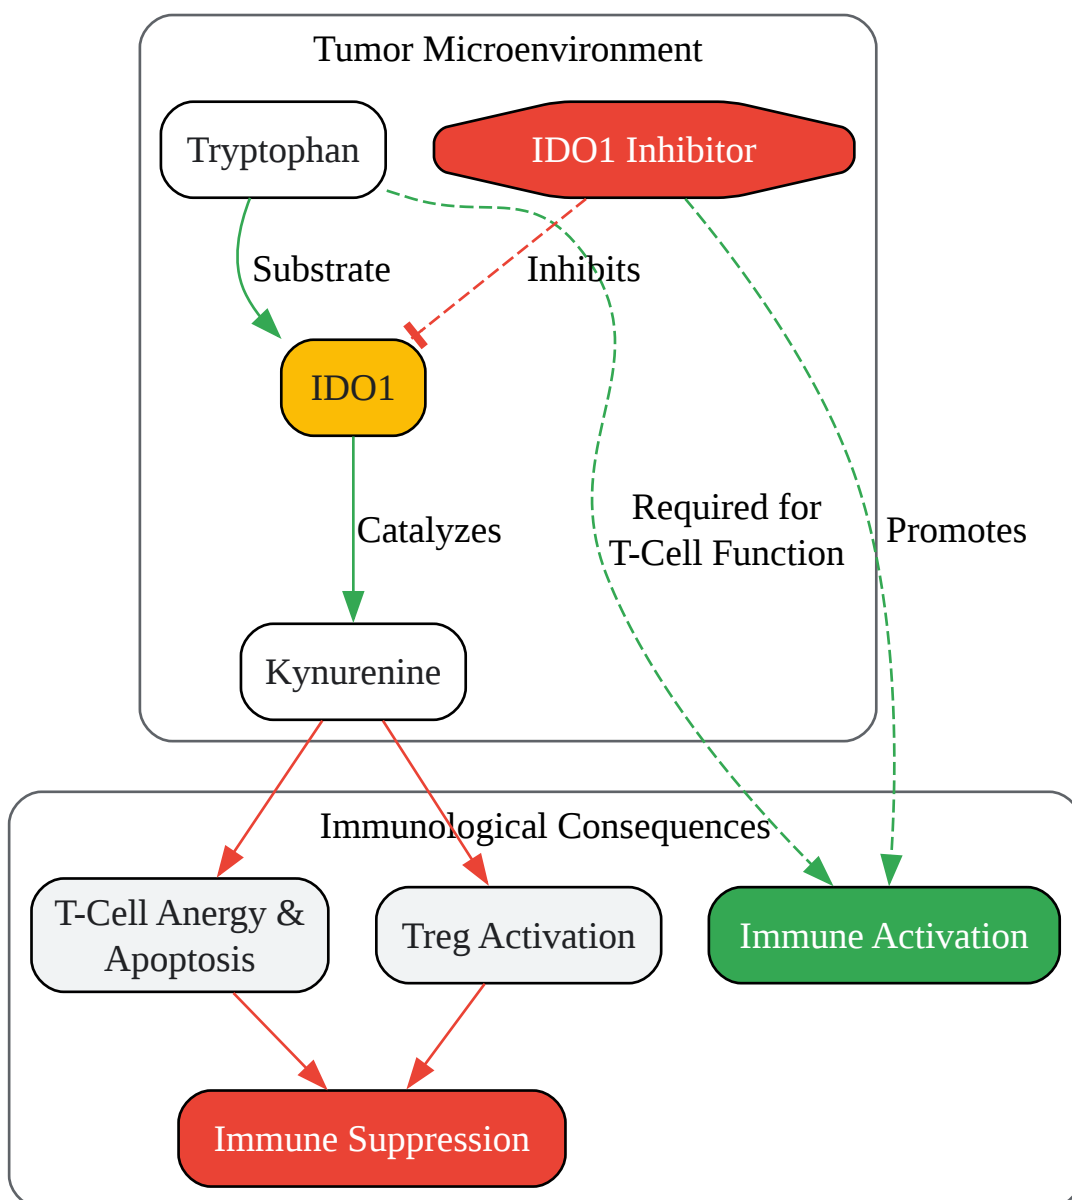 Tumor Microenvironment
Tryptophan
IDO1 Inhibitor
Substrate
Inhibits
IDO1
Required for
T-Cell Function
Catalyzes
Promotes
Kynurenine
Immunological Consequences
T-Cell Anergy &
Apoptosis
Treg Activation
Immune Activation
Immune Suppression